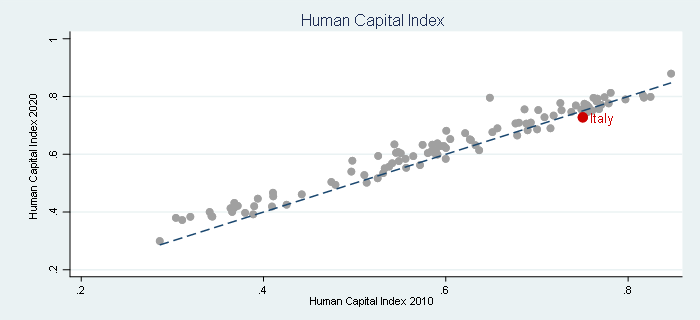 Human Capital Index
Human Capital Index 2020
1
.8
.6
.4
.2
Italy
.2
.4
.6
.8
Human Capital Index 2010